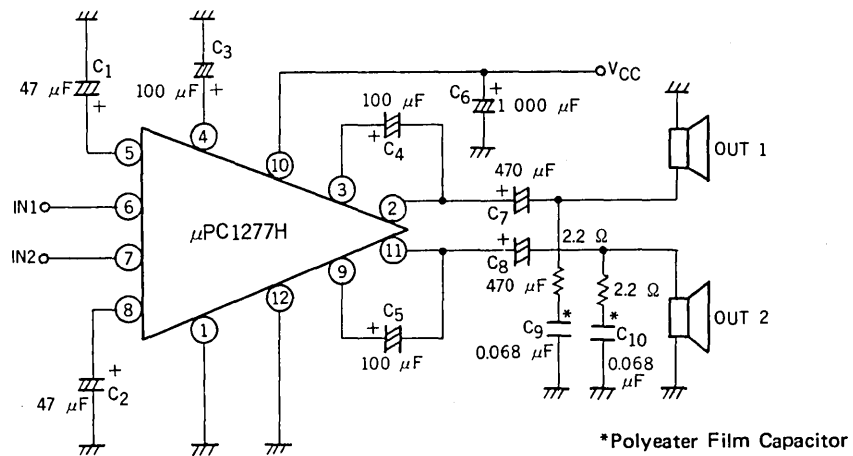 C1
47 μF
+
C3
100 μF
+
VCC
C6
+
1 000 μF
100 μF
+
C4
5
4
10
3
470 μF
OUT 1
IN1
6
2
+
C7
μPC1277H
2.2 Ω
IN2
7
11
+
C8
470 μF
9
12
8
1
2.2 Ω
C5
+
100 μF
*
C9
0.068 μF
*
C10
0.068 μF
OUT 2
+
47 μF
C2
*Polyeater Film Capacitor